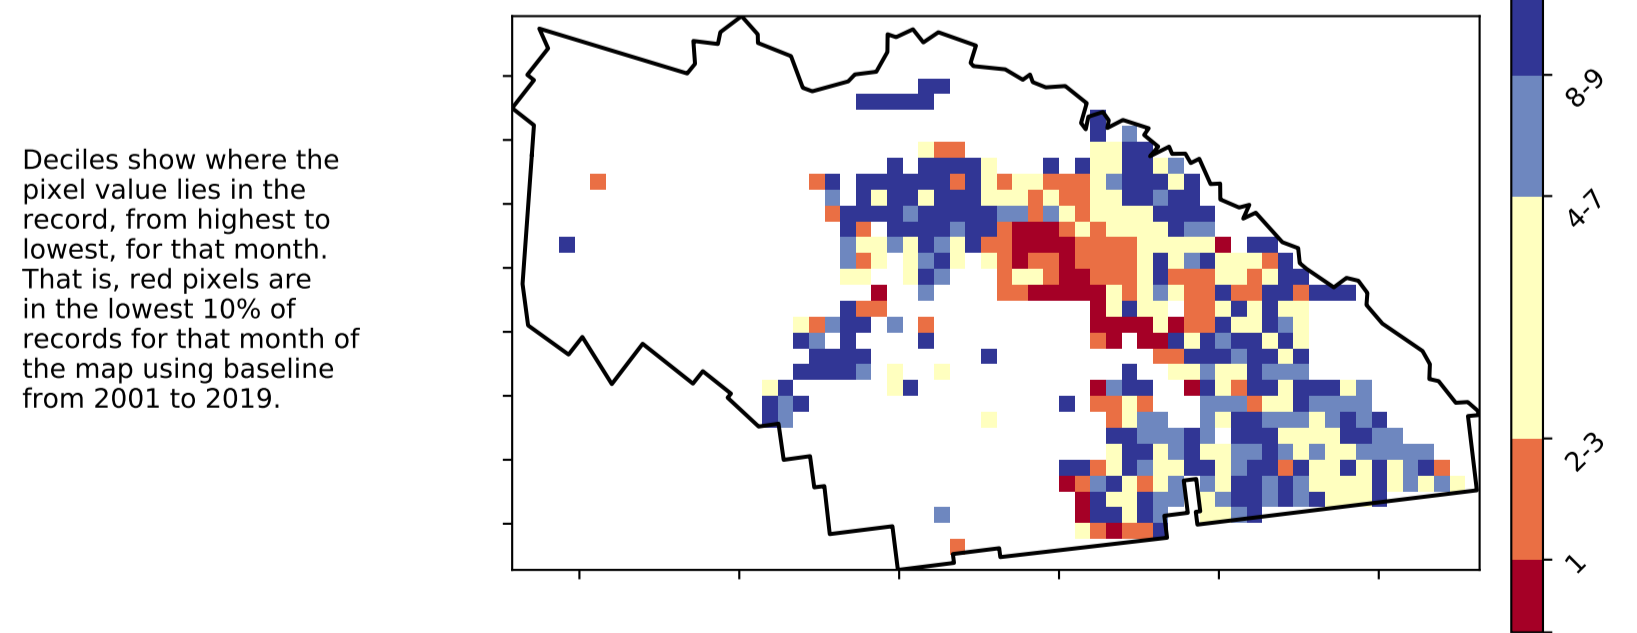 Deciles show where the
pixel value lies in the
record, from highest to
lowest, for that month.
That is, red pixels are
in the lowest 10% of
records for that month of
the map using baseline
from 2001 to 2019.
8-9
4-7
2-3
1